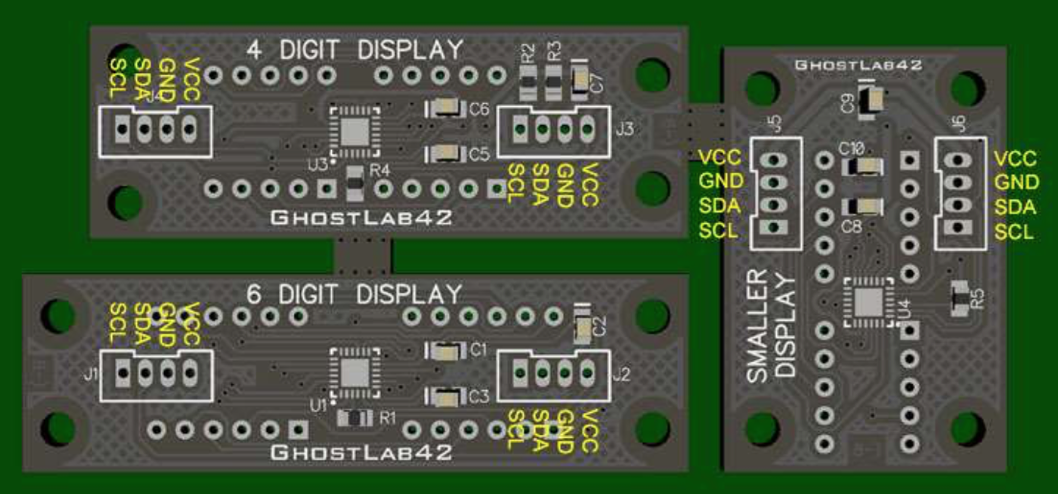 4 DIGIT DISPLAY
SCL
SDA
GND
VCC
J4
R2
R3
C7
C6
J3
U3
C5
R4
SCL
SDA
GND
VCC
GHOSTLAB42
6 DIGIT DISPLAY
SCL
SDA
GND
VCC
C2
J1
C1
J2
U1
C3
R1
SCL
SDA
GND
VCC
GHOSTLAB42
GHOSTLAB42
C9
J5
J6
VCC
GND
SDA
SCL
C10
C8
VCC
GND
SDA
SCL
SMALLER
DISPLAY
U4
R5